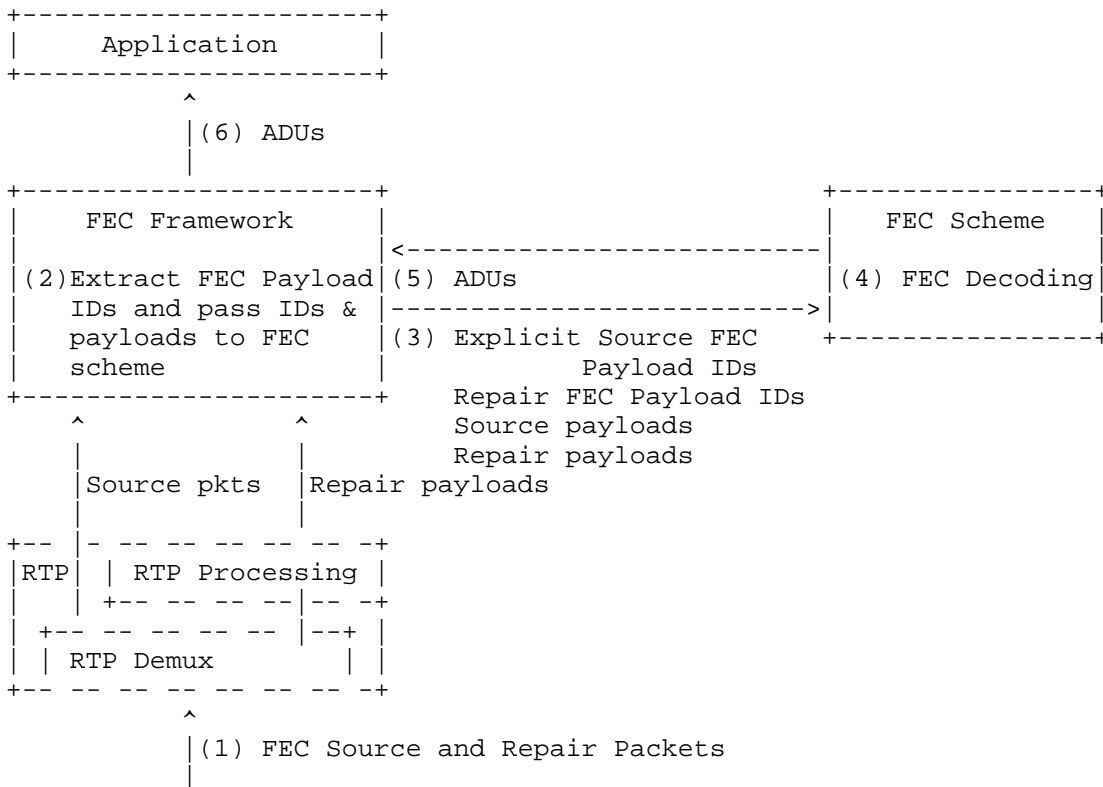 Application
(6) ADUs
FEC Framework FEC Scheme
(2)Extract FEC Payload (5) ADUs (4) FEC Decoding
IDs and pass IDs &
payloads to FEC (3) Explicit Source FEC
scheme Payload IDs
Repair FEC Payload IDs
Source payloads
Repair payloads
Source pkts Repair payloads
RTP RTP Processing
RTP Demux
(1) FEC Source and Repair Packets